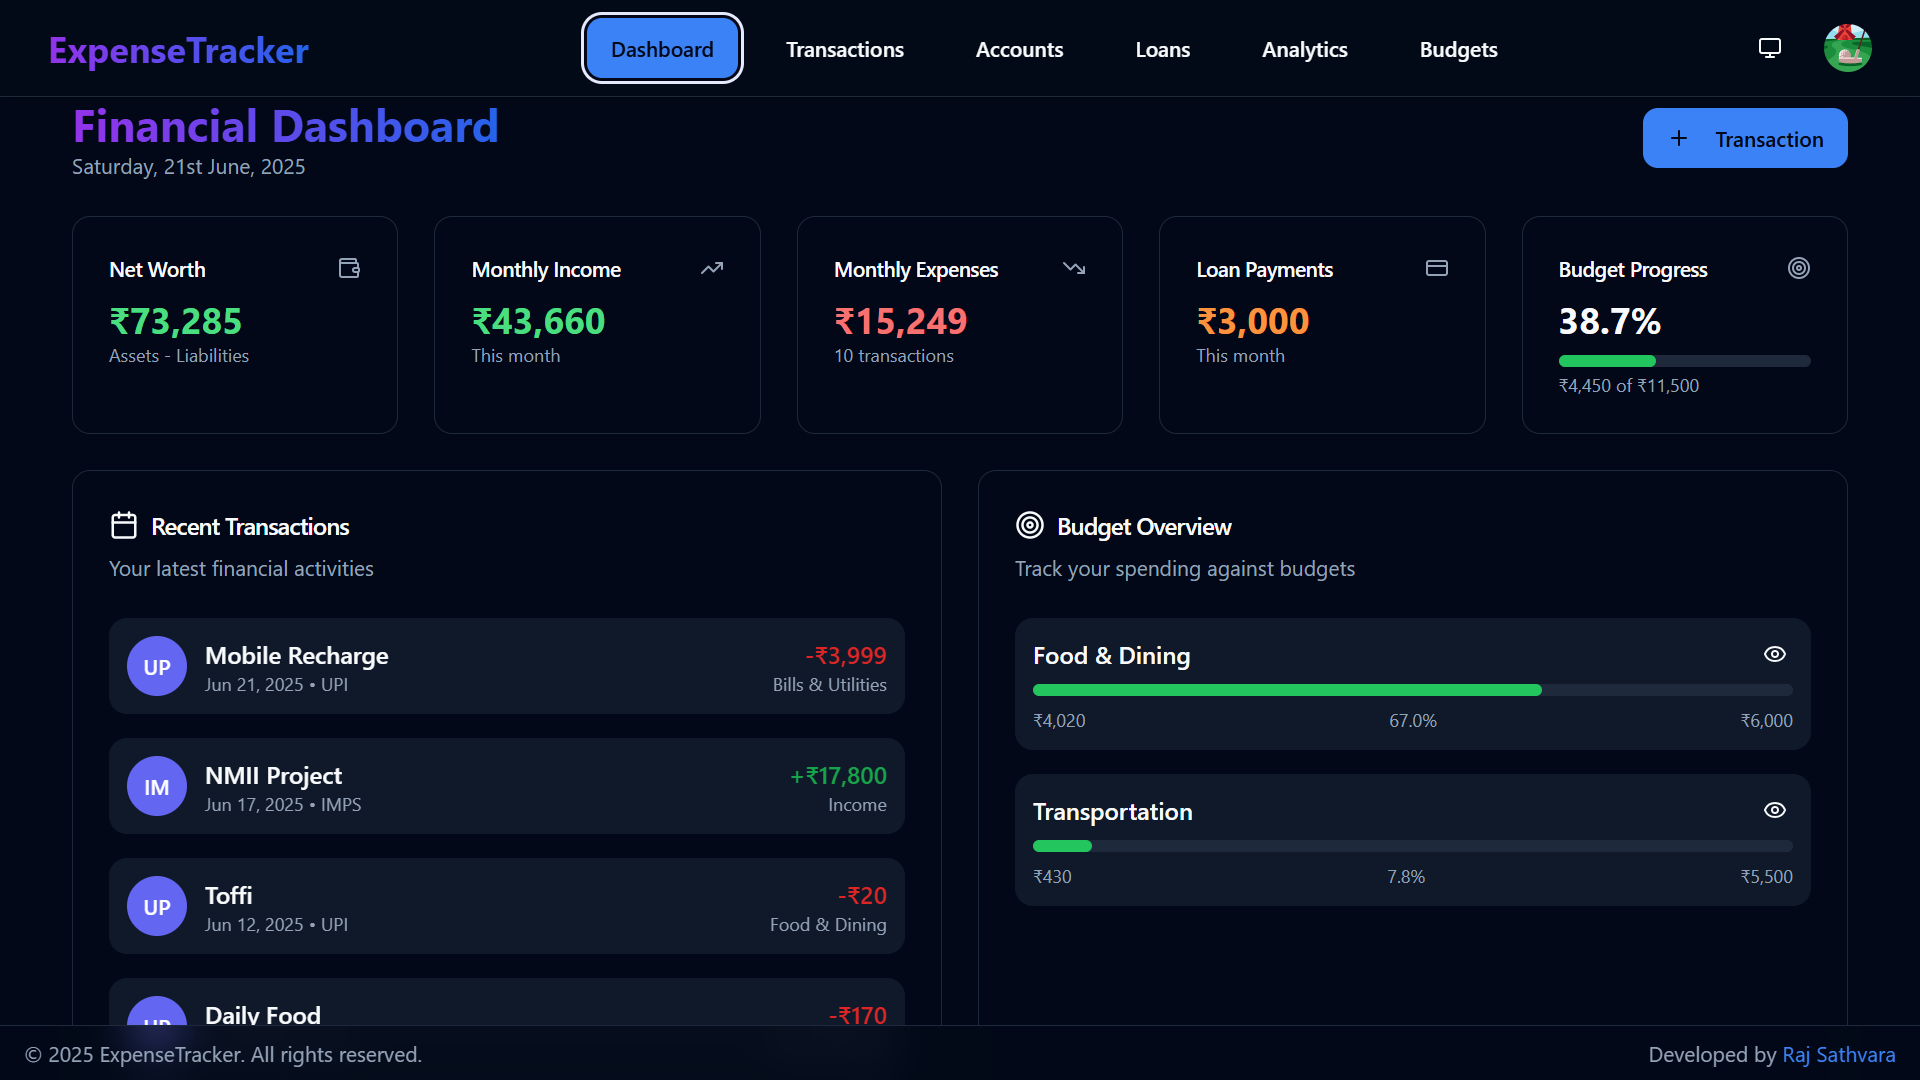 ExpenseTracker
Dashboard Transactions Accounts Loans Analytics Budgets
Financial Dashboard
Saturday, 21st June, 2025
+ Transaction
Net Worth
₹73,285
Assets - Liabilities
Monthly Income
₹43,660
This month
Monthly Expenses
₹15,249
10 transactions
Loan Payments
₹3,000
This month
Budget Progress
38.7%
₹4,450 of ₹11,500
Recent Transactions
Your latest financial activities
UP
Mobile Recharge -₹3,999
Jun 21, 2025 • UPI Bills & Utilities
IM
NMII Project +₹17,800
Jun 17, 2025 • IMPS Income
UP
Toffi -₹20
Jun 12, 2025 • UPI Food & Dining
UP
Daily Food -₹170
Budget Overview
Track your spending against budgets
Food & Dining
₹4,020 67.0% ₹6,000
Transportation
₹430 7.8% ₹5,500
© 2025 ExpenseTracker. All rights reserved.
Developed by Raj Sathvara